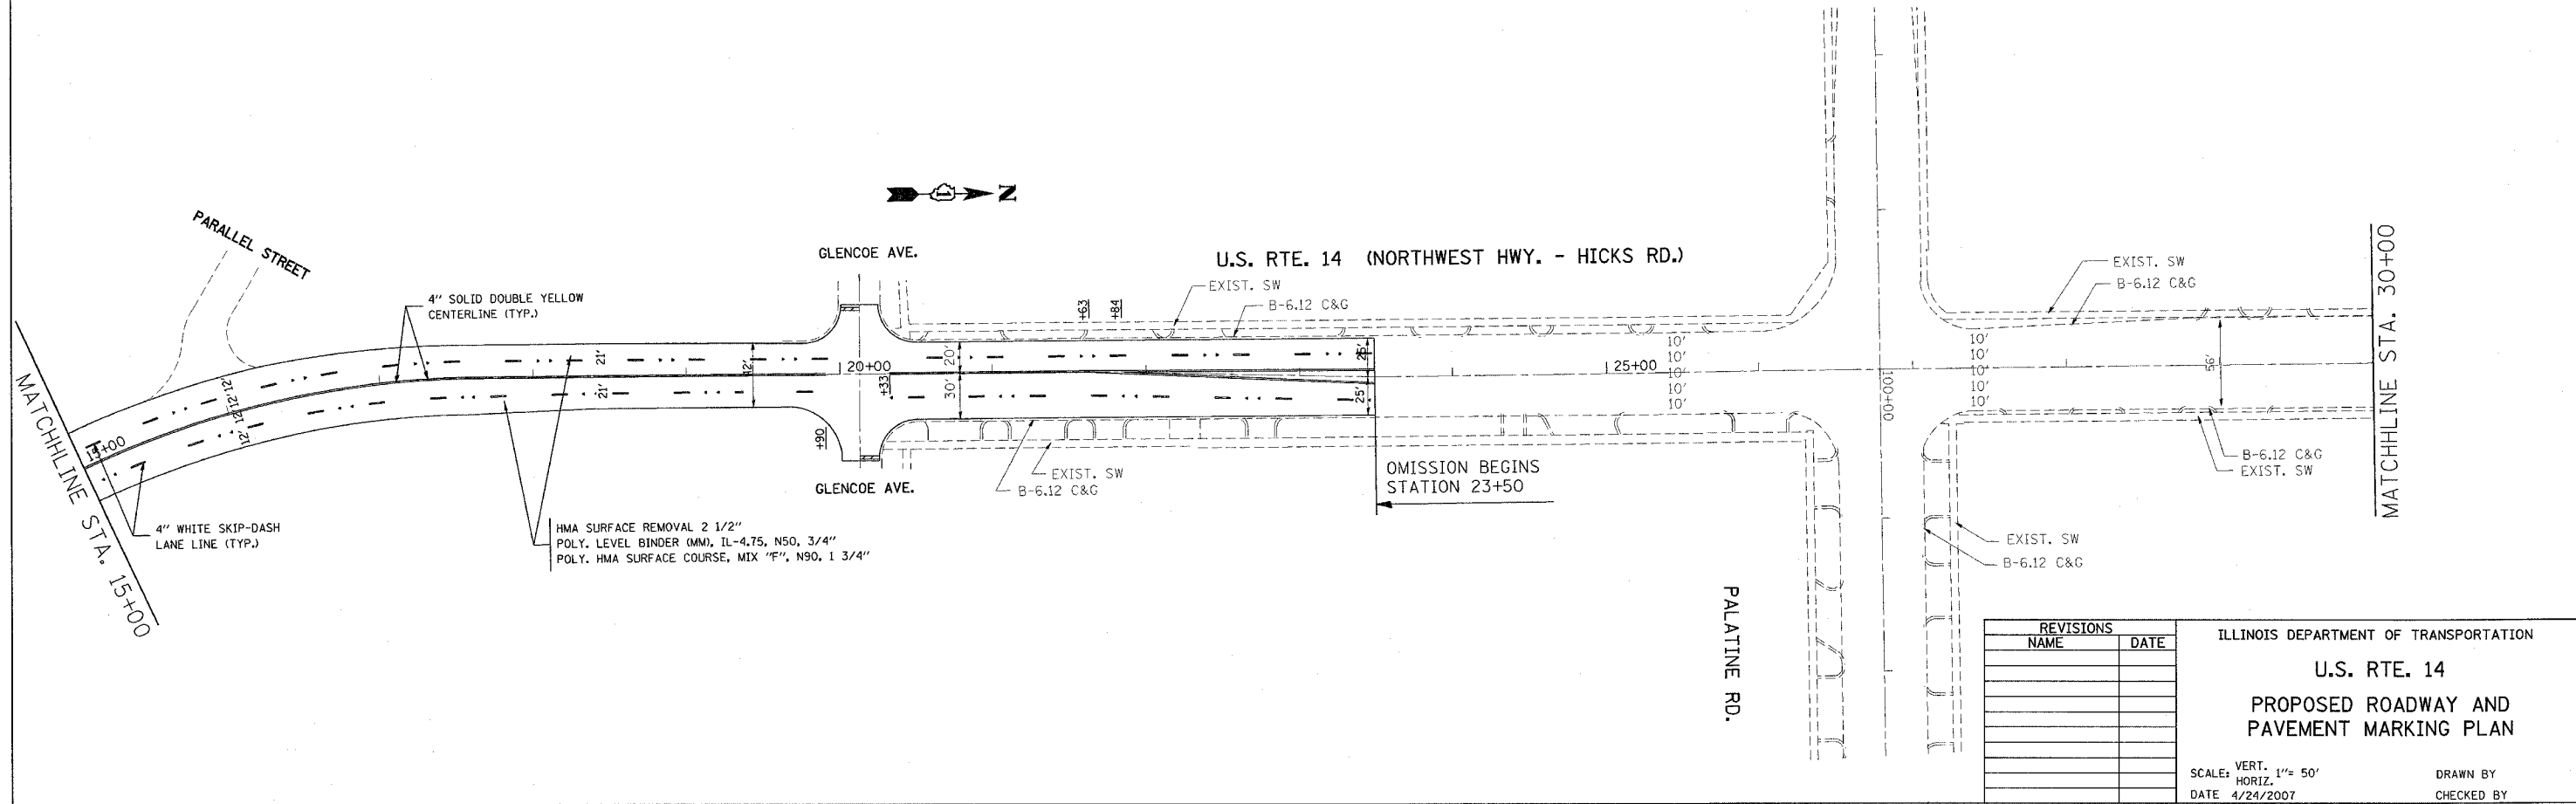 PARALLEL STREET
4" SOLID DOUBLE YELLOW
CENTERLINE (TYP.)
MATCHHLINE STA. 15+00
15+00
12' 12'
12' 12'
4" WHITE SKIP-DASH
LANE LINE (TYP.)
21'
21'
HMA SURFACE REMOVAL 2 1/2"
POLY. LEVEL BINDER (MM), IL-4.75, N50, 3/4"
POLY. HMA SURFACE COURSE, MIX "F", N90, 1 3/4"
N
GLENCOE AVE.
20+00
+33
+90
20'
30'
GLENCOE AVE.
U.S. RTE. 14 (NORTHWEST HWY. - HICKS RD.)
+63
+84
EXIST. SW
B-6.12 C&G
25'
25'
EXIST. SW
B-6.12 C&G
OMISSION BEGINS
STATION 23+50
25+00
10'
10'
10'
10'
10'
100+00
10'
10'
10'
10'
10'
PALATINE RD.
EXIST. SW
B-6.12 C&G
56'
B-6.12 C&G
EXIST. SW
EXIST. SW
B-6.12 C&G
MATCHHLINE STA. 30+00
REVISIONS
NAME DATE
ILLINOIS DEPARTMENT OF TRANSPORTATION
U.S. RTE. 14
PROPOSED ROADWAY AND
PAVEMENT MARKING PLAN
SCALE: VERT. HORIZ. 1"= 50'
DATE 4/24/2007
DRAWN BY
CHECKED BY